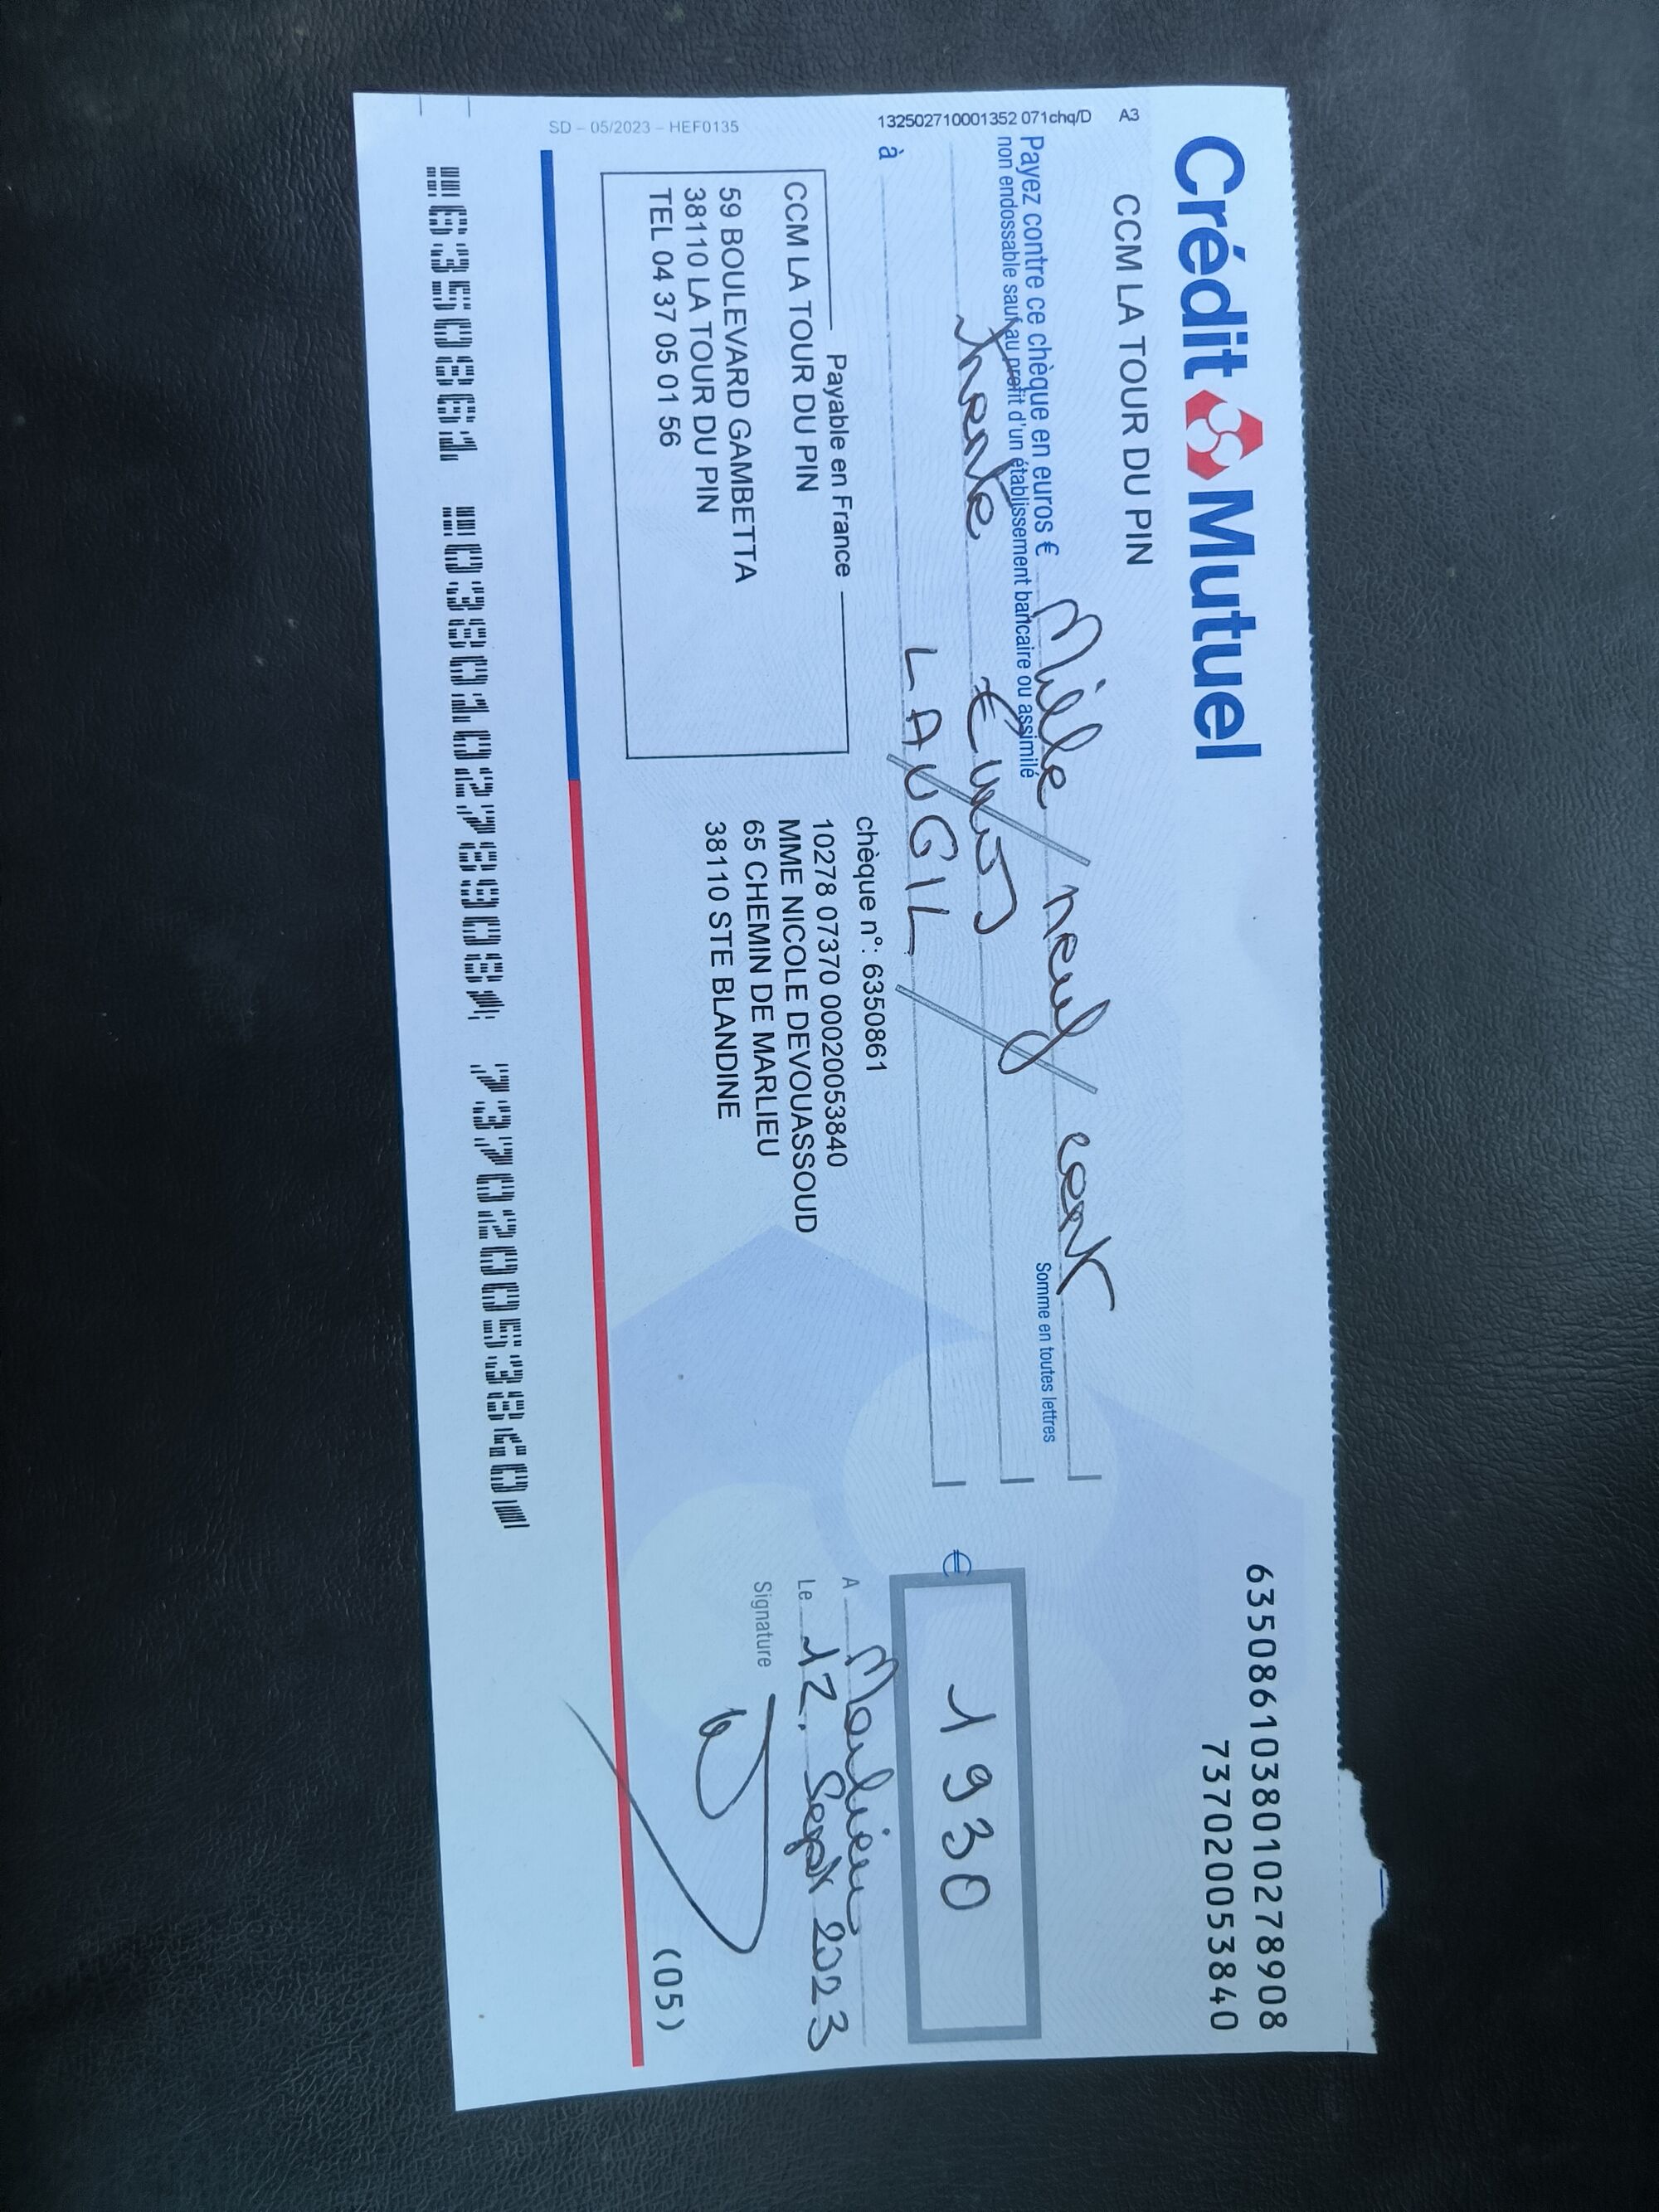 Crédit Mutuel
CCM LA TOUR DU PIN
6350861038010278908
737020053840
132502710001352 071chq/D A3
Payez contre ce chèque en euros € Mille neuf cent
non endossable sauf au profit d'un établissement bancaire ou assimilé
Somme en toutes lettres
trente Euros
à LAUGIL
€ 1930
Payable en France
CCM LA TOUR DU PIN
59 BOULEVARD GAMBETTA
38110 LA TOUR DU PIN
TEL 04 37 05 01 56
chèque n°: 6350861
10278 07370 00020053840
MME NICOLE DEVOUASSOUD
65 CHEMIN DE MARLIEU
38110 STE BLANDINE
A Marlieu
Le 12. Sept 2023
Signature
(05)
SD - 05/2023 - HEF0135
6350861 038010278908 737020053840